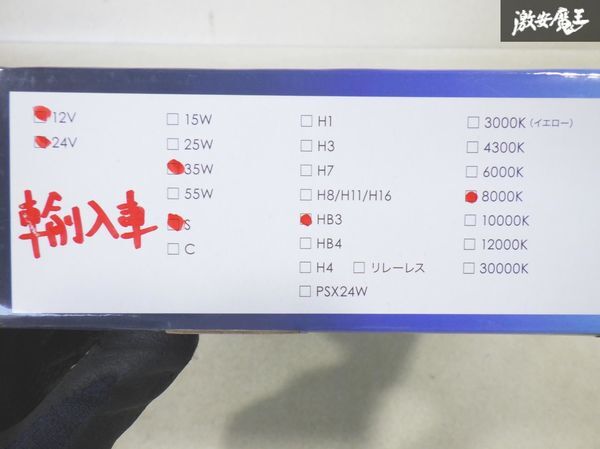 激安魔王
12V
24V
輸入車
15W
25W
35W
55W
S
C
H1
H3
H7
H8/H11/H16
HB3
HB4
H4 リレーレス
PSX24W
3000K (イエロー)
4300K
6000K
8000K
10000K
12000K
30000K